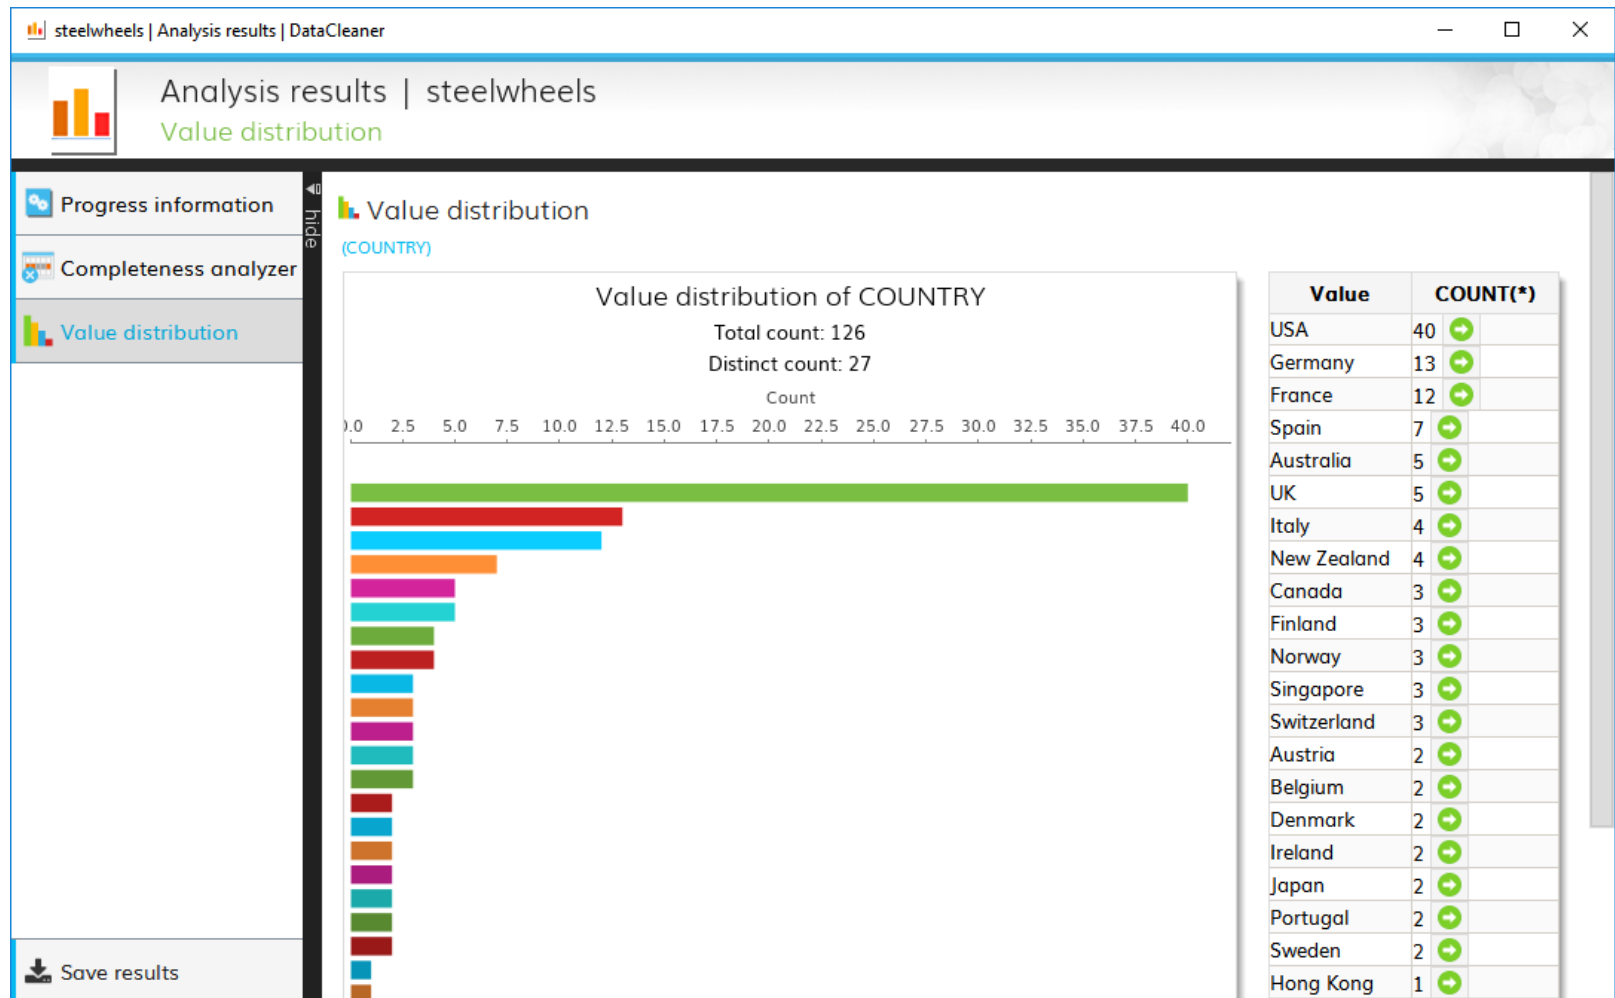 steelwheels | Analysis results | DataCleaner
Analysis results | steelwheels
Value distribution
Progress information
Completeness analyzer
Value distribution
Save results
hide
Value distribution
(COUNTRY)
Value distribution of COUNTRY
Total count: 126
Distinct count: 27
Count
0.0 2.5 5.0 7.5 10.0 12.5 15.0 17.5 20.0 22.5 25.0 27.5 30.0 32.5 35.0 37.5 40.0
Value COUNT(*)
USA 40
Germany 13
France 12
Spain 7
Australia 5
UK 5
Italy 4
New Zealand 4
Canada 3
Finland 3
Norway 3
Singapore 3
Switzerland 3
Austria 2
Belgium 2
Denmark 2
Ireland 2
Japan 2
Portugal 2
Sweden 2
Hong Kong 1